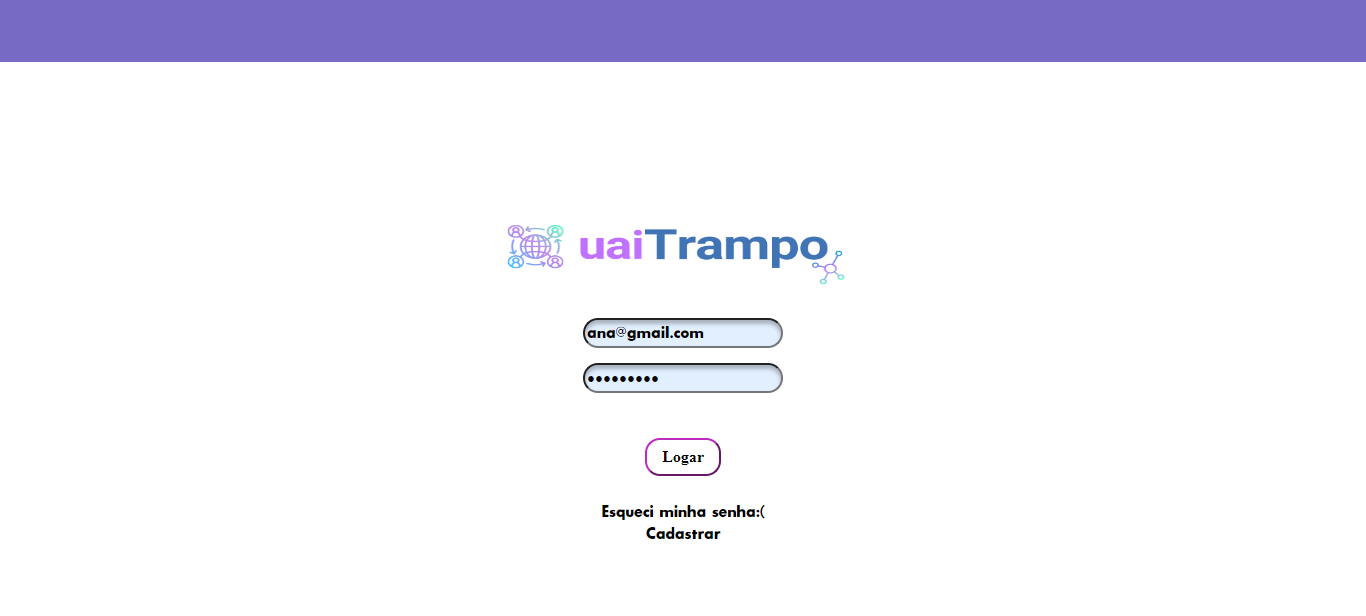 uaiTrampo
ana@gmail.com
•••••••••
Logar
Esqueci minha senha:(
Cadastrar